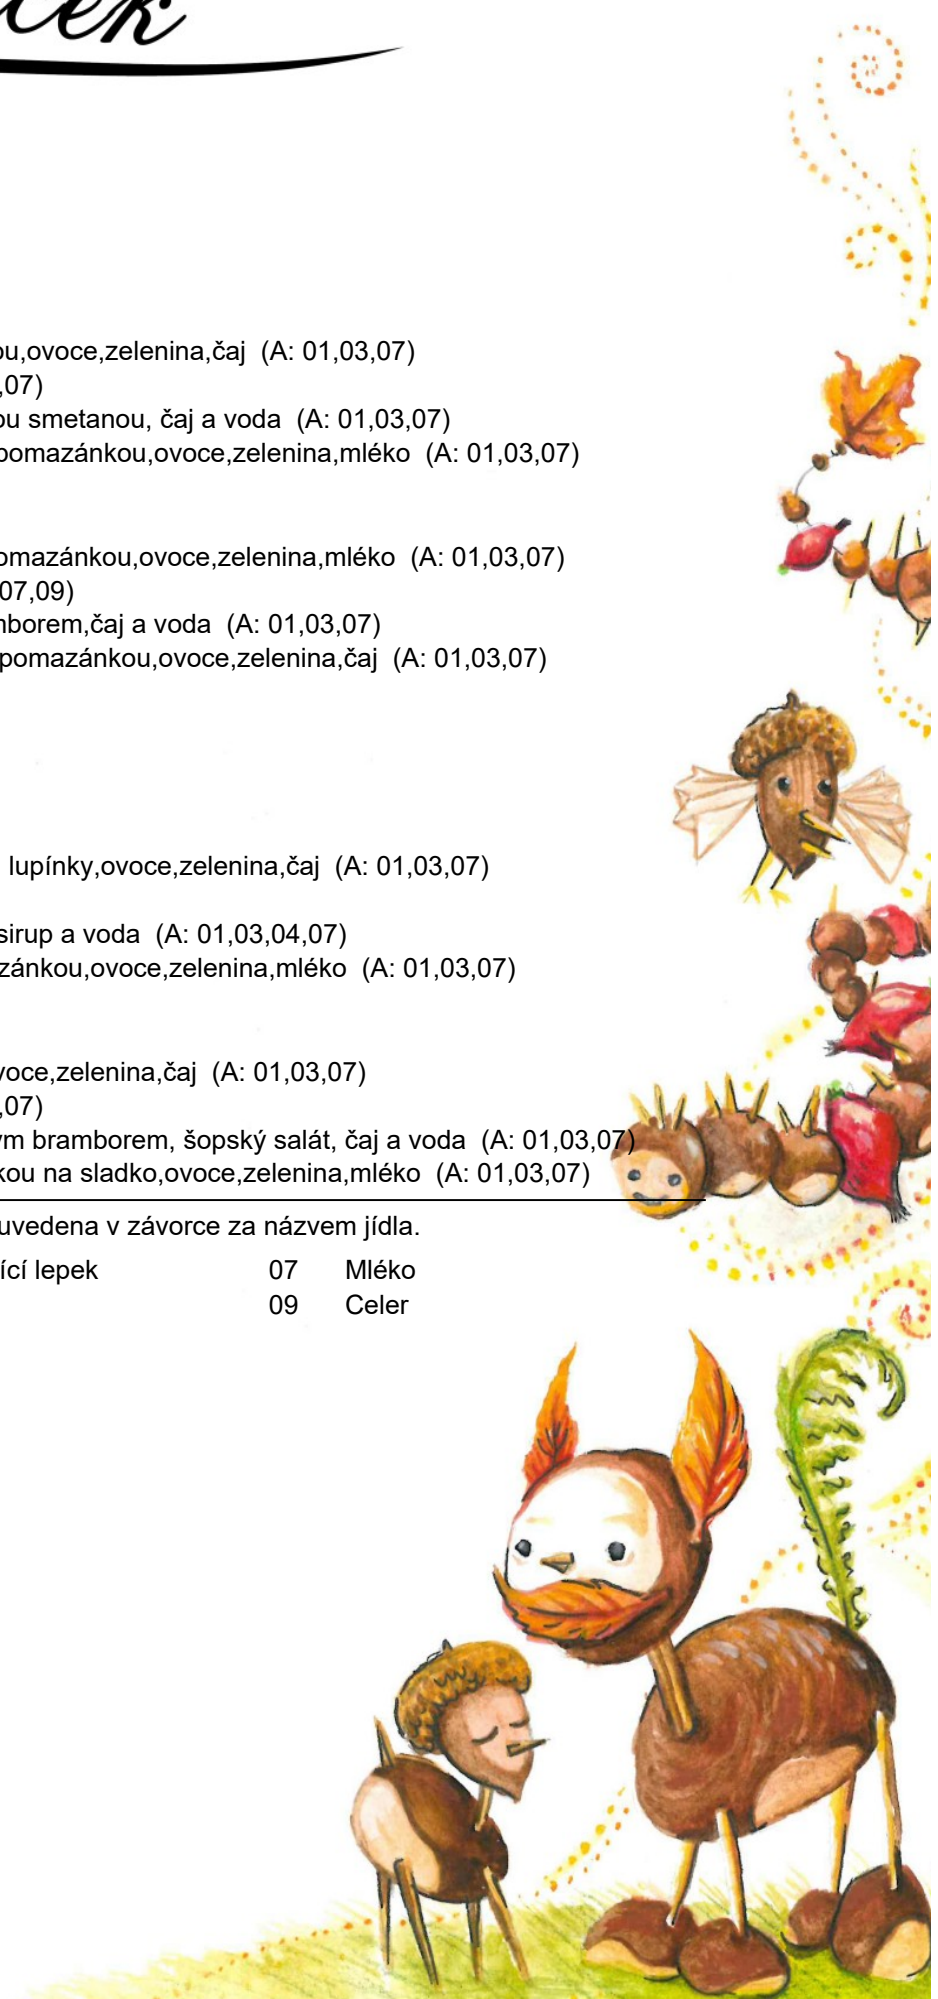 ou,ovoce,zelenina,čaj (A: 01,03,07)
,07)
ou smetanou, čaj a voda (A: 01,03,07)
pomazánkou,ovoce,zelenina,mléko (A: 01,03,07)
omazánkou,ovoce,zelenina,mléko (A: 01,03,07)
07,09)
nborem,čaj a voda (A: 01,03,07)
pomazánkou,ovoce,zelenina,čaj (A: 01,03,07)
lupínky,ovoce,zelenina,čaj (A: 01,03,07)
sirup a voda (A: 01,03,04,07)
zánkou,ovoce,zelenina,mléko (A: 01,03,07)
voce,zelenina,čaj (A: 01,03,07)
,07)
ým bramborem, šopský salát, čaj a voda (A: 01,03,07)
kou na sladko,ovoce,zelenina,mléko (A: 01,03,07)
uvedena v závorce za názvem jídla.
ící lepek 07 Mléko
09 Celer